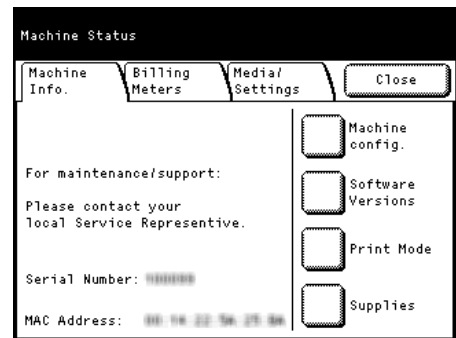 Machine Status
Machine Info.
Billing Meters
Media/ Settings
Close
For maintenance/support:
Please contact your
local Service Representive.
Serial Number:
MAC Address:
Machine config.
Software Versions
Print Mode
Supplies